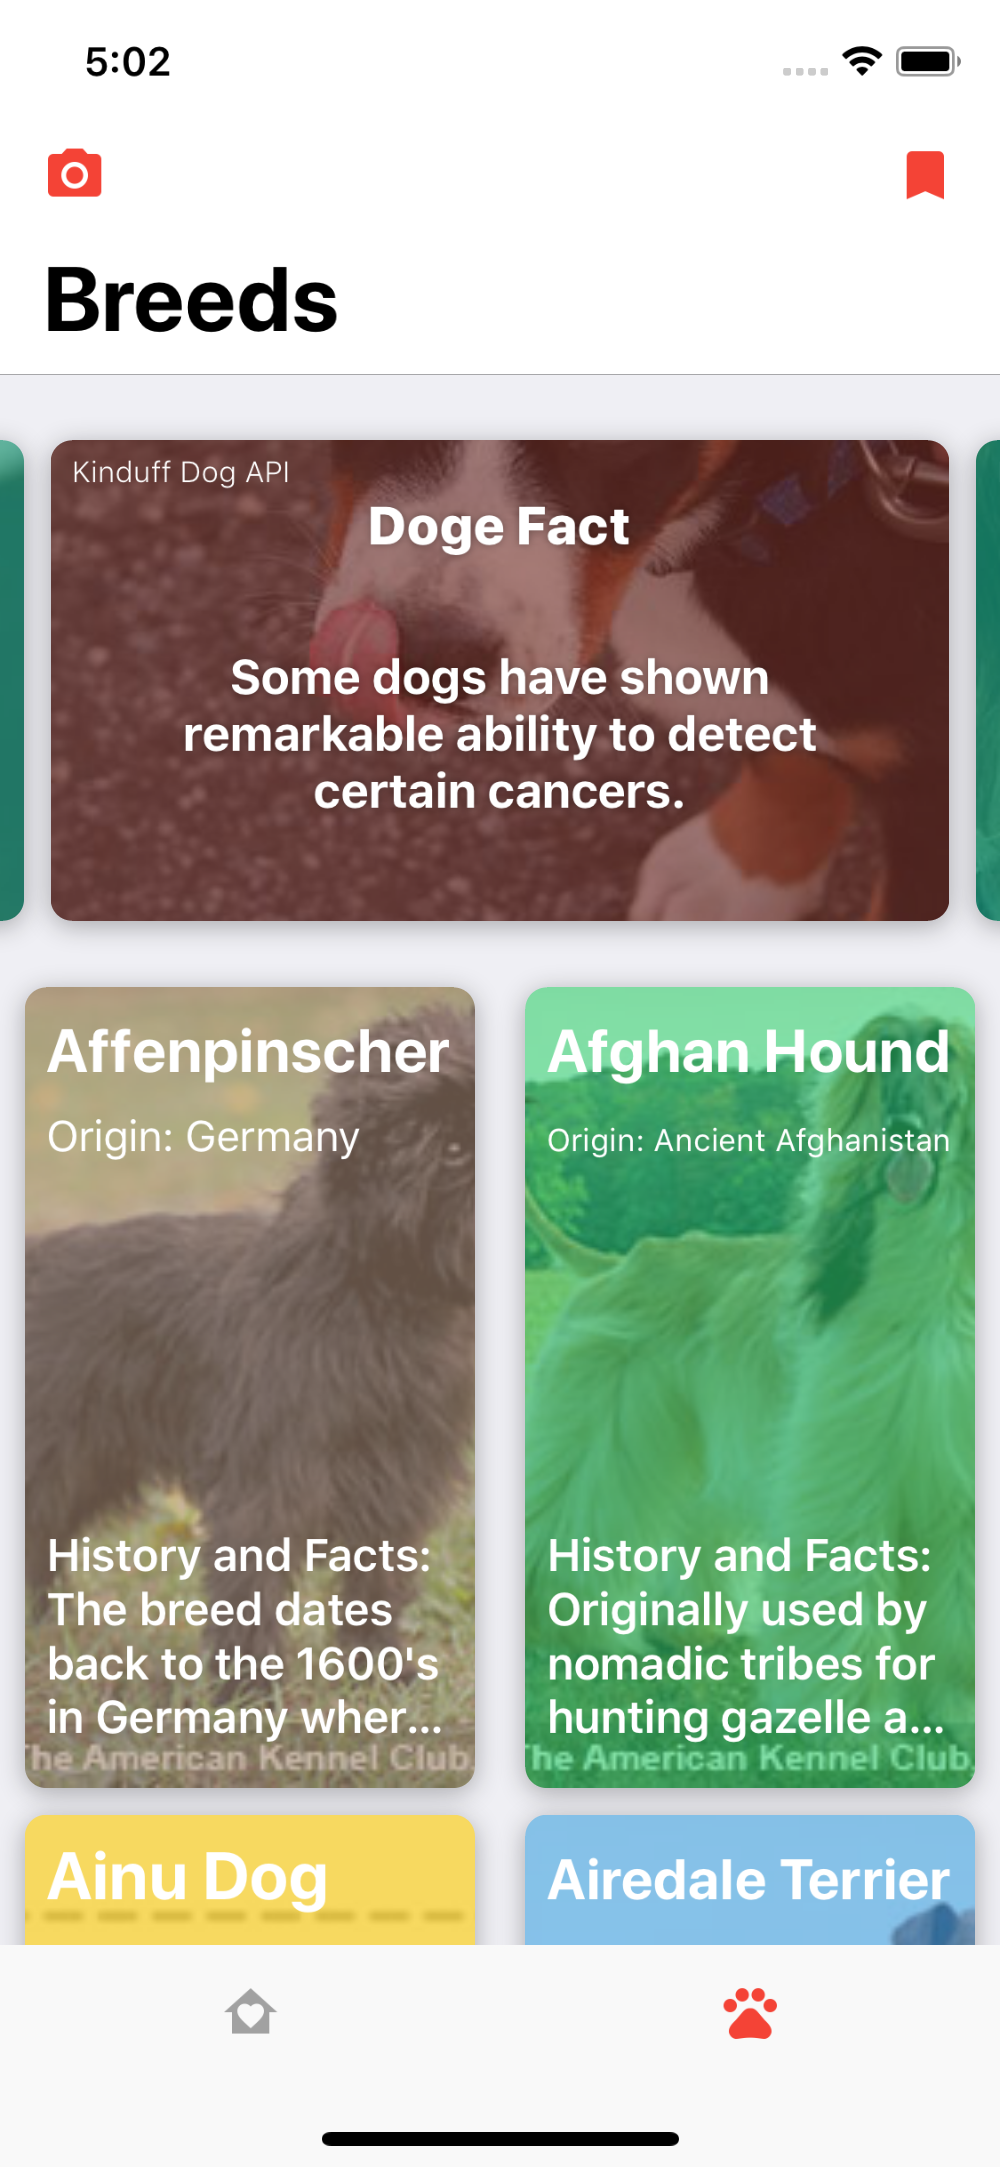 5:02
Breeds
Kinduff Dog API
Doge Fact
Some dogs have shown
remarkable ability to detect
certain cancers.
Affenpinscher
Origin: Germany
History and Facts:
The breed dates
back to the 1600's
in Germany wher...
The American Kennel Club,
Afghan Hound
Origin: Ancient Afghanistan
History and Facts:
Originally used by
nomadic tribes for
hunting gazelle a...
The American Kennel Club,
Ainu Dog
Airedale Terrier